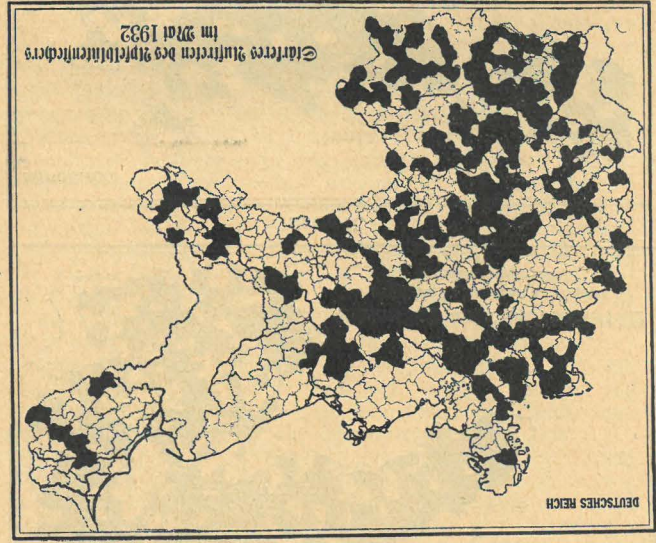 DEUTSCHES REICH
Stärkeres Auftreten des Apfelblütenstechers
im Mai 1932